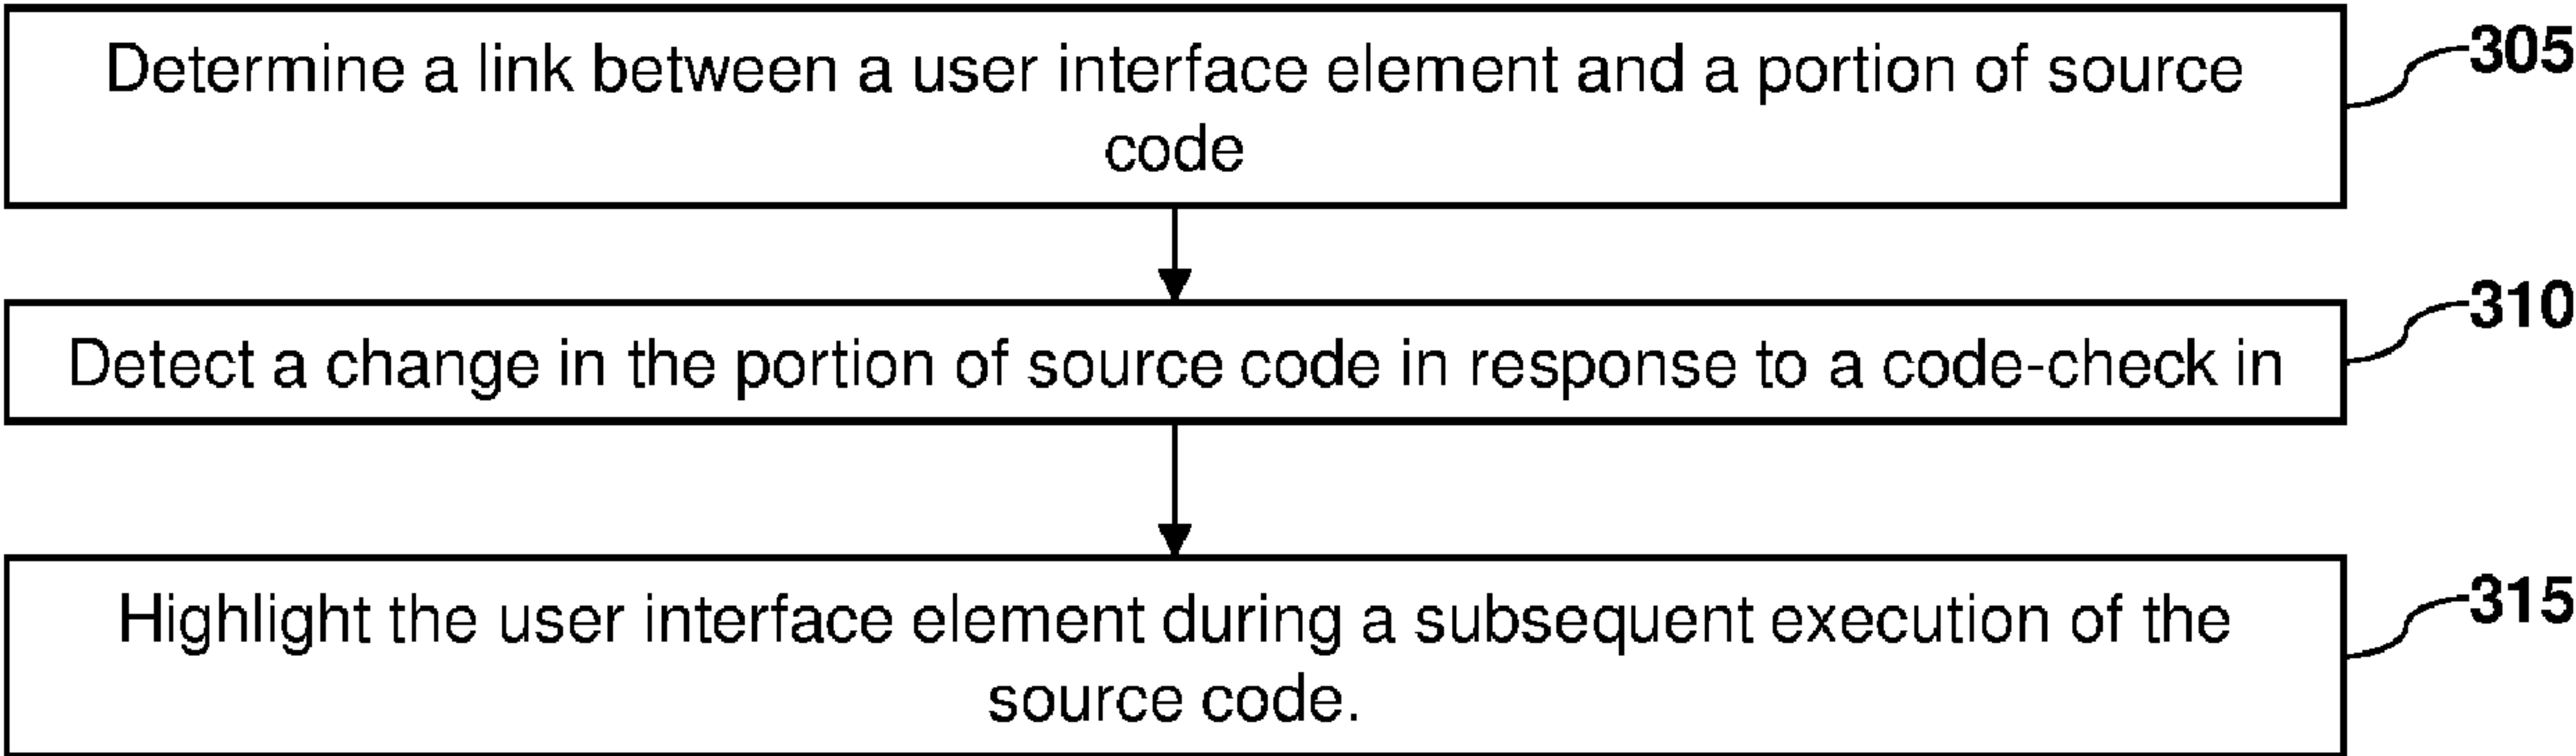 Determine a link between a user interface element and a portion of source
code
305
Detect a change in the portion of source code in response to a code-check in
310
Highlight the user interface element during a subsequent execution of the
source code.
315